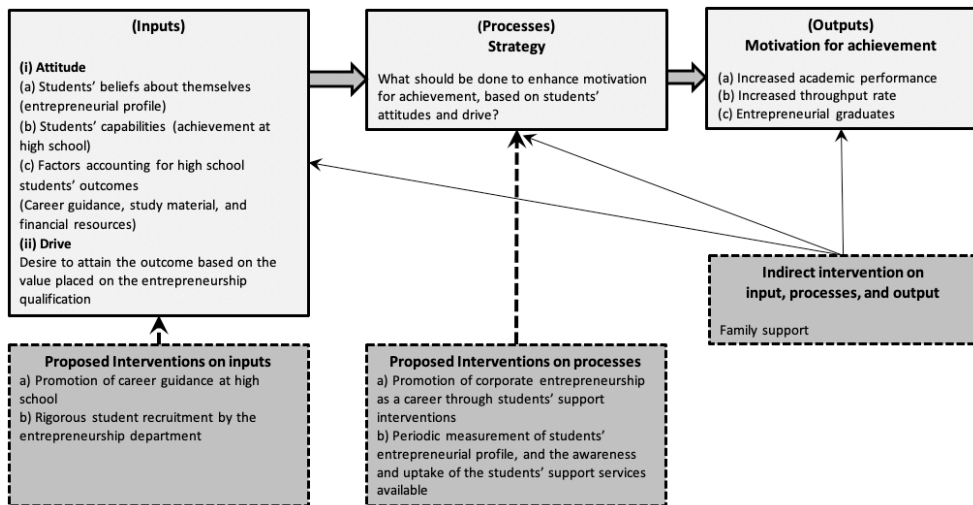 (Inputs)
(i) Attitude
(a) Students’ beliefs about themselves
(entrepreneurial profile)
(b) Students’ capabilities (achievement at
high school)
(c) Factors accounting for high school
students’ outcomes
(Career guidance, study material, and
financial resources)
(ii) Drive
Desire to attain the outcome based on the
value placed on the entrepreneurship
qualification
(Processes)
Strategy
What should be done to enhance motivation
for achievement, based on students’
attitudes and drive?
(Outputs)
Motivation for achievement
(a) Increased academic performance
(b) Increased throughput rate
(c) Entrepreneurial graduates
Indirect intervention on
input, processes, and output
Family support
Proposed Interventions on inputs
a) Promotion of career guidance at high
school
b) Rigorous student recruitment by the
entrepreneurship department
Proposed Interventions on processes
a) Promotion of corporate entrepreneurship
as a career through students’ support
interventions
b) Periodic measurement of students’
entrepreneurial profile, and the awareness
and uptake of the students’ support services
available